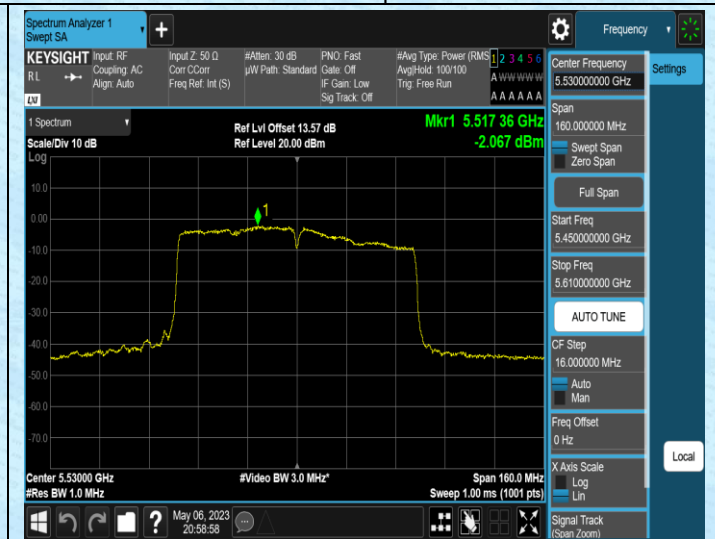 Spectrum Analyzer 1
Swept SA
Frequency
KEYSIGHT
R L
LXI
Input: RF
Coupling: AC
Align: Auto
Input Z: 50 Ω
Corr CCorr
Freq Ref: Int (S)
#Atten: 30 dB
µW Path: Standard
PNO: Fast
Gate: Off
IF Gain: Low
Sig Track: Off
#Avg Type: Power (RMS
Avg|Hold: 100/100
Trig: Free Run
1 2 3 4 5 6
A W W W W W
A A A A A A
1 Spectrum
Scale/Div 10 dB
Log
Ref Lvl Offset 13.57 dB
Ref Level 20.00 dBm
Mkr1 5.517 36 GHz
-2.067 dBm
10.0
0.00
-10.0
-20.0
-30.0
-40.0
-50.0
-60.0
-70.0
1
Center 5.53000 GHz
#Res BW 1.0 MHz
#Video BW 3.0 MHz*
Span 160.0 MHz
Sweep 1.00 ms (1001 pts)
?
May 06, 2023
20:58:58
Center Frequency
5.530000000 GHz
Span
160.000000 MHz
Swept Span
Zero Span
Full Span
Start Freq
5.450000000 GHz
Stop Freq
5.610000000 GHz
AUTO TUNE
CF Step
16.000000 MHz
Auto
Man
Freq Offset
0 Hz
X Axis Scale
Log
Lin
Signal Track
(Span Zoom)
Settings
Local